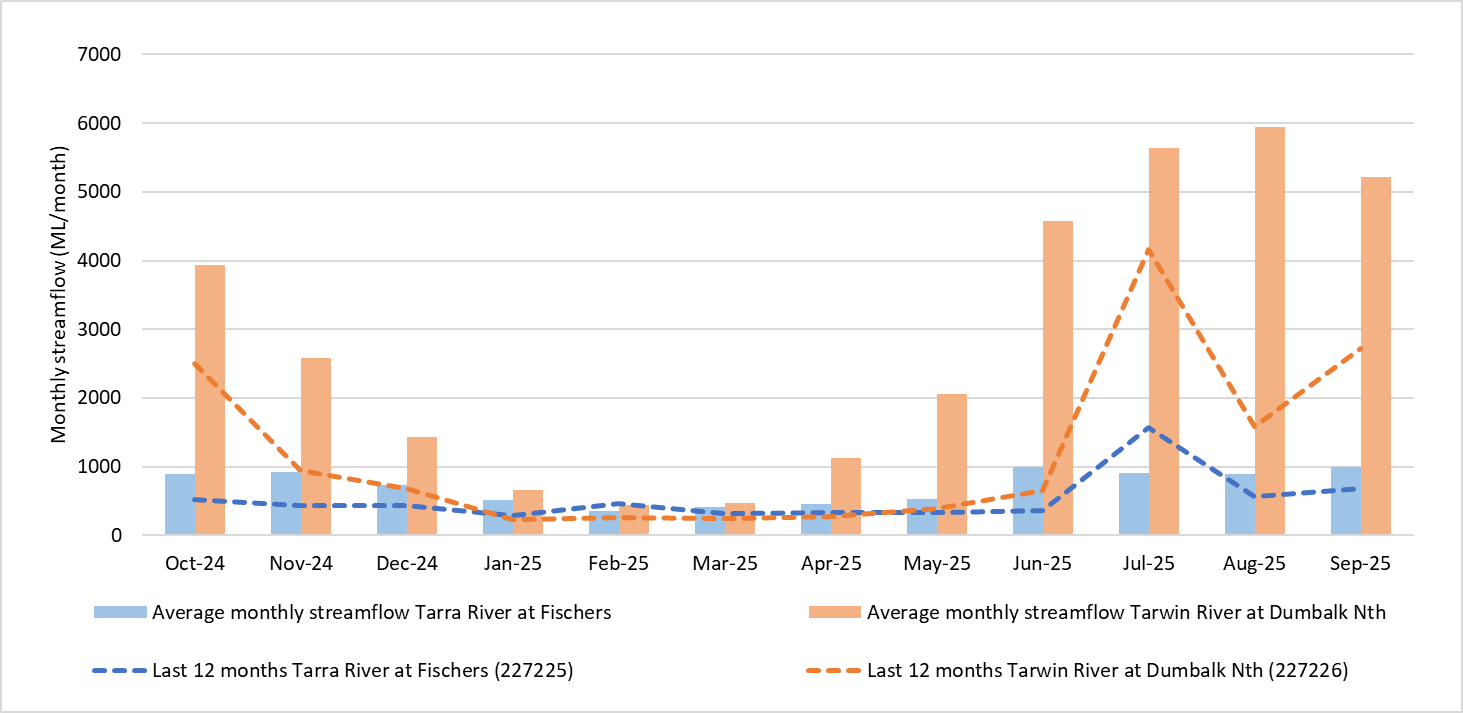 7000
6000
5000
4000
3000
2000
1000
0
Monthly streamflow (ML/month)
Oct-24 Nov-24 Dec-24 Jan-25 Feb-25 Mar-25 Apr-25 May-25 Jun-25 Jul-25 Aug-25 Sep-25
Average monthly streamflow Tarra River at Fischers
Average monthly streamflow Tarwin River at Dumbalk Nth
Last 12 months Tarra River at Fischers (227225)
Last 12 months Tarwin River at Dumbalk Nth (227226)